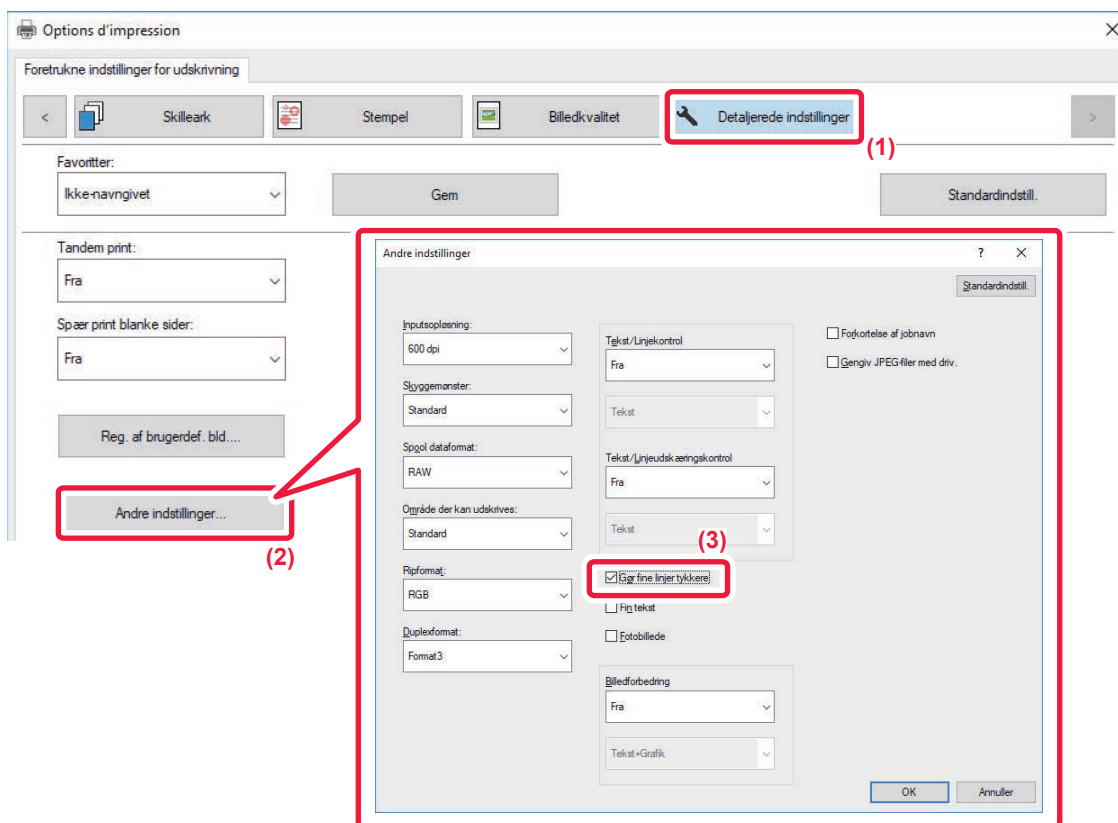 Options d'impression
Foretrukne indstillinger for udskrivning
<
Skilleark
Stempel
Billedkvalitet
Detaljerede indstillinger
>
(1)
Favoritter:
Ikke-navngivet
Gem
Standardindstill.
Tandem print:
Fra
Spær print blanke sider:
Fra
Reg. af brugerdef. bld....
Andre indstillinger...
(2)
Andre indstillinger
?
Standardindstill.
Inputsopløsning:
600 dpi
Skyggemønster:
Standard
Spool dataformat:
RAW
Område der kan udskrives:
Standard
Ripformat:
RGB
Duplexformat:
Format3
Tekst/Linjekontrol
Fra
Tekst
Tekst/Linjeudskæringskontrol
Fra
Tekst
(3)
Gør fine linjer tykkere
Fin tekst
Fotobillede
Billedforbedring
Fra
Tekst+Grafik
Forkortelse af jobnavn
Gengiv JPEG-filer med driv.
OK
Annuller